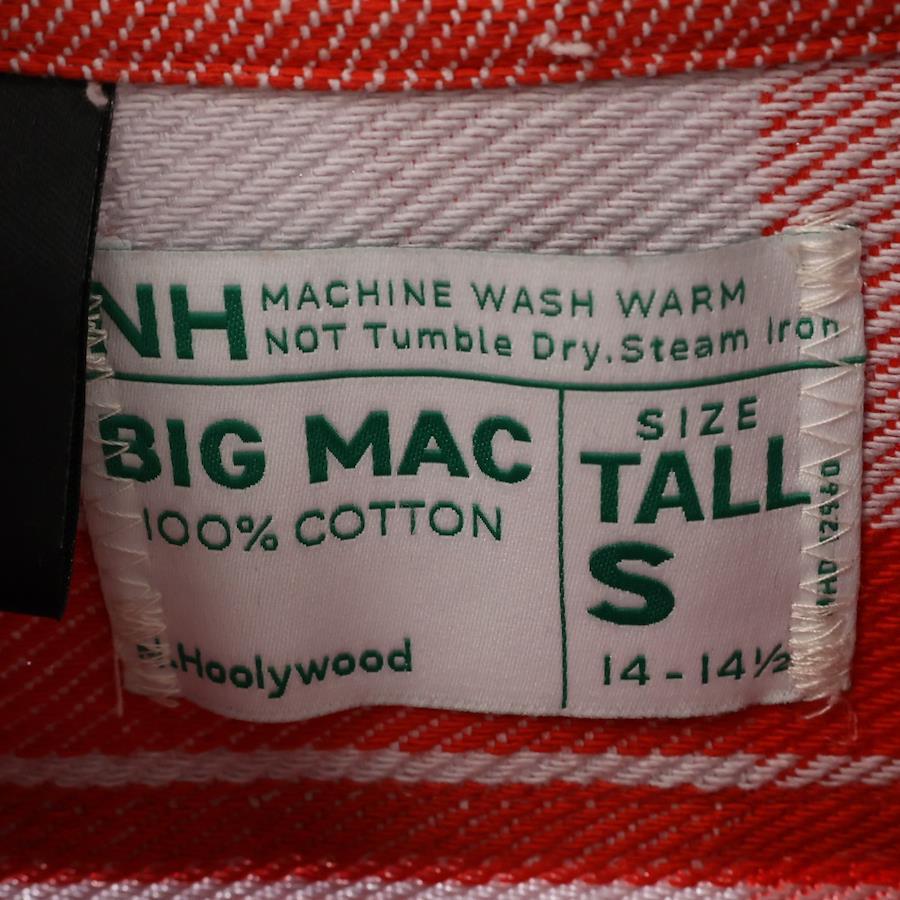 NH
MACHINE WASH WARM
NOT Tumble Dry.Steam Iron
BIG MAC
100% COTTON
.Hoolywood
SIZE
TALL
S
14-14½